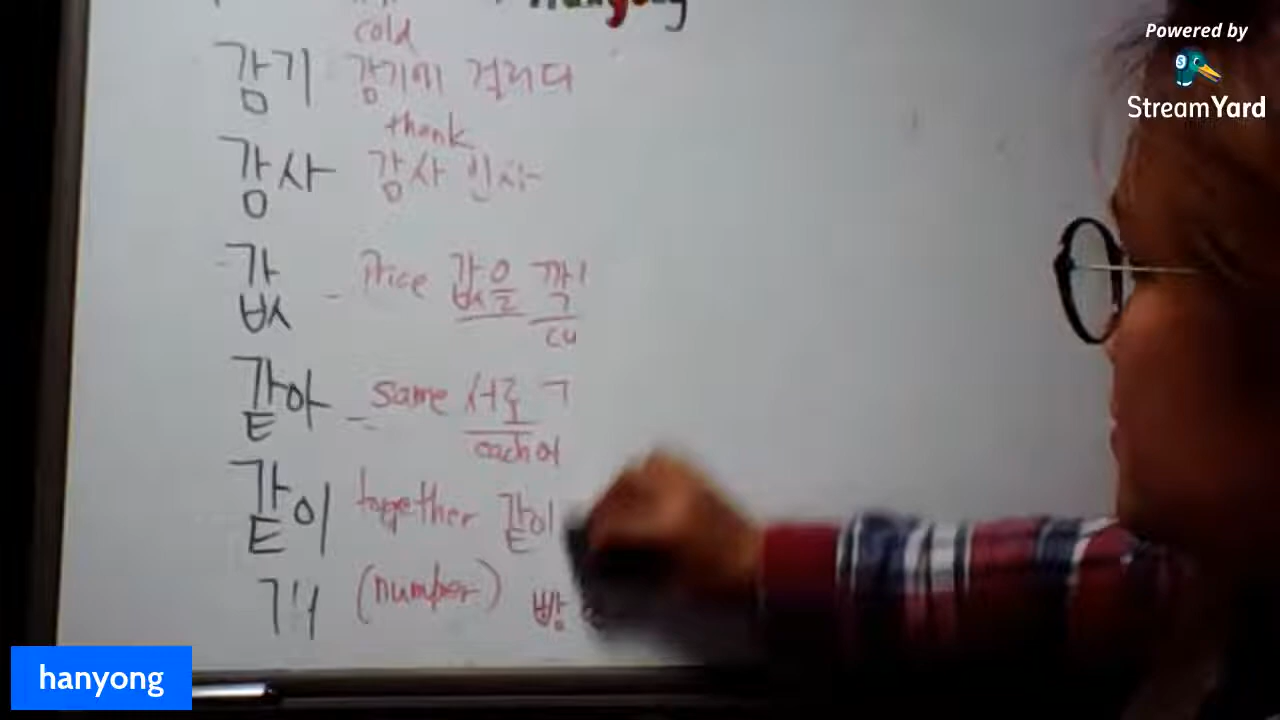 Powered by
StreamYard
cold
감기 감기에 걸리다
thank
감사 감사 인사
값 - Price 값을 깍
cu
같아 - same 서로 ㄱ
each ot
같이 together 같이
개 (number) 빵
hanyong